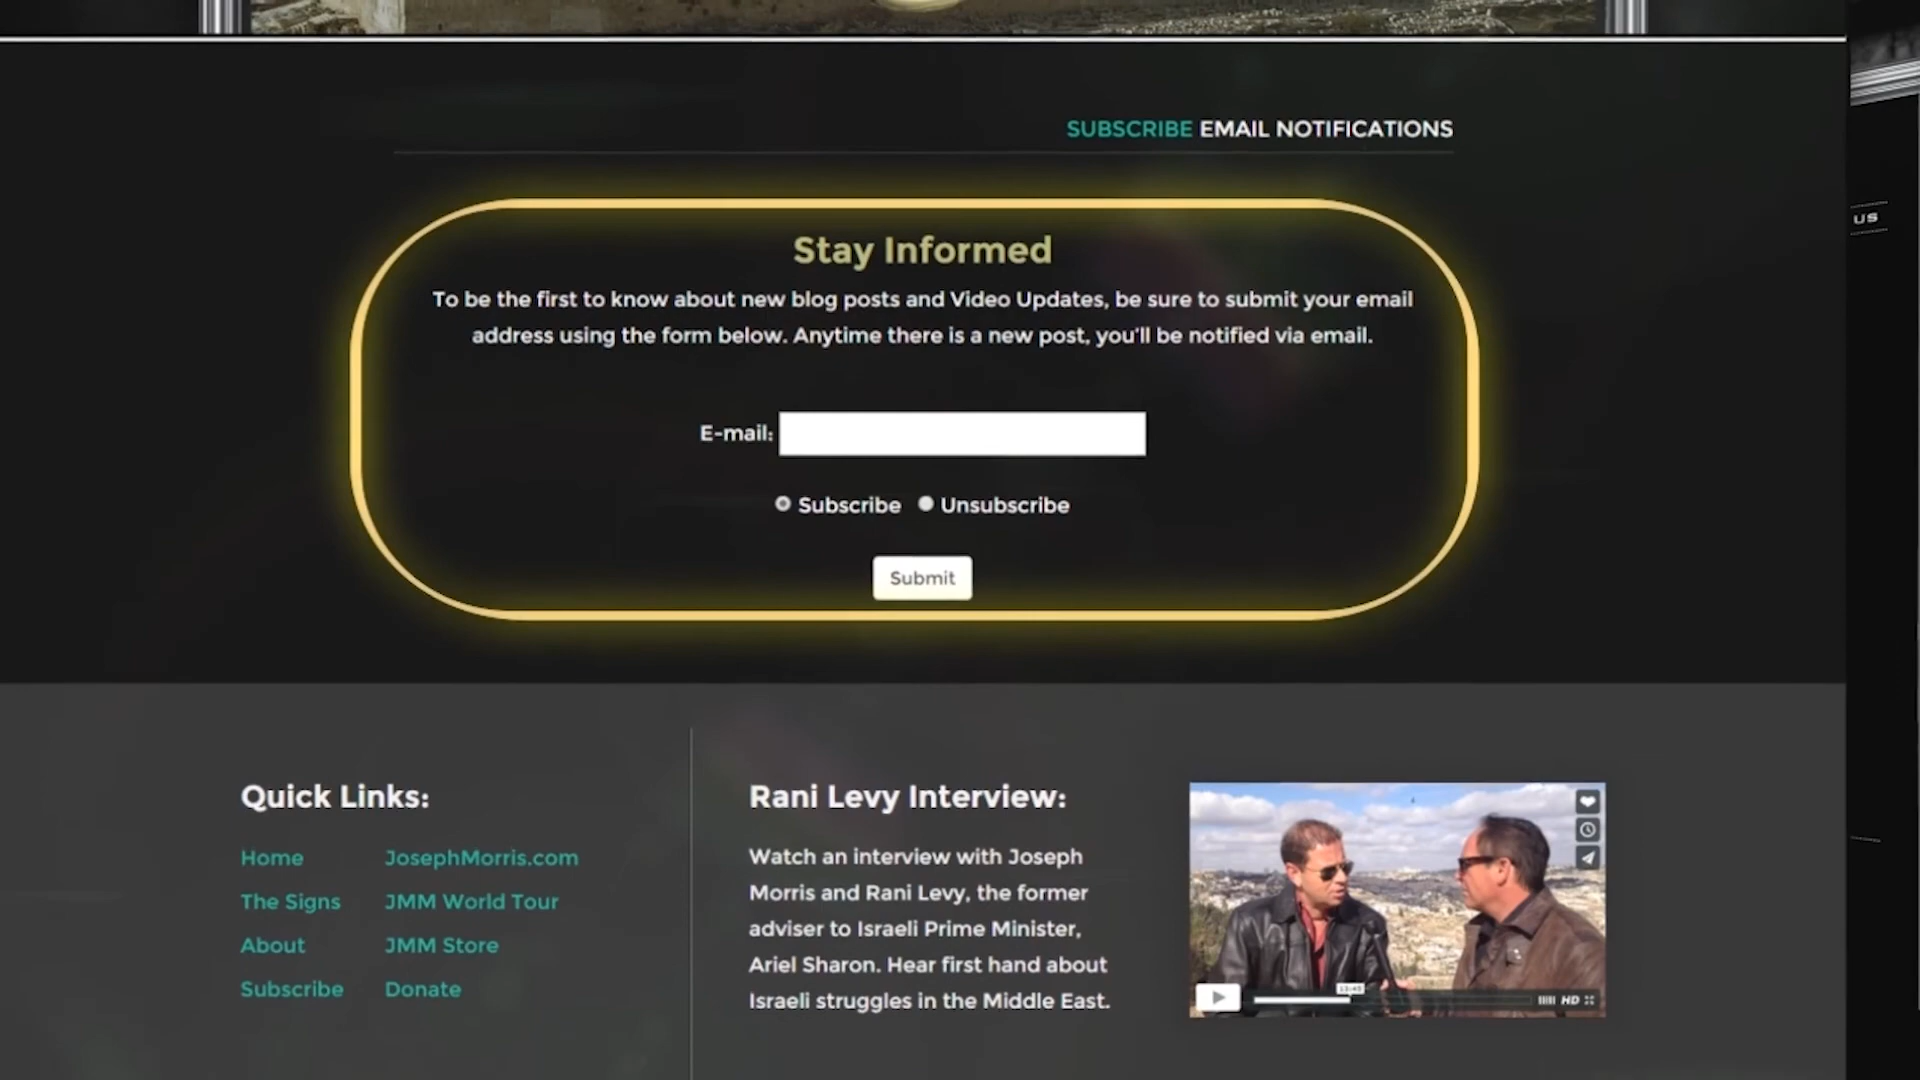 SUBSCRIBE EMAIL NOTIFICATIONS
US
Stay Informed
To be the first to know about new blog posts and Video Updates, be sure to submit your email
address using the form below. Anytime there is a new post, you'll be notified via email.
E-mail:
Subscribe Unsubscribe
Submit
Quick Links:
Home JosephMorris.com
The Signs JMM World Tour
About JMM Store
Subscribe Donate
Rani Levy Interview:
Watch an interview with Joseph
Morris and Rani Levy, the former
adviser to Israeli Prime Minister,
Ariel Sharon. Hear first hand about
Israeli struggles in the Middle East.
HD